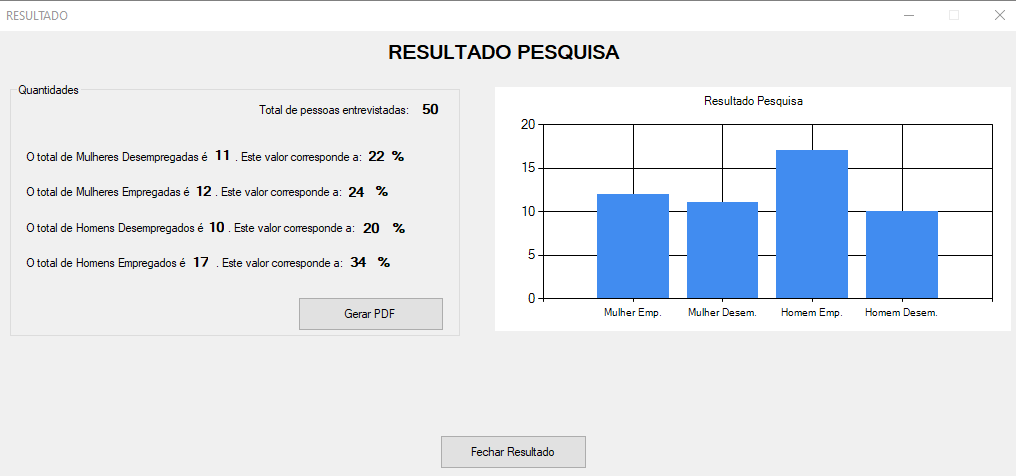 RESULTADO
RESULTADO PESQUISA
Quantidades
Total de pessoas entrevistadas: 50
O total de Mulheres Desempregadas é 11 . Este valor corresponde a: 22 %
O total de Mulheres Empregadas é 12 . Este valor corresponde a: 24 %
O total de Homens Desempregados é 10 . Este valor corresponde a: 20 %
O total de Homens Empregados é 17 . Este valor corresponde a: 34 %
Gerar PDF
Resultado Pesquisa
20
15
10
5
0
Mulher Emp. Mulher Desem. Homem Emp. Homem Desem.
Fechar Resultado